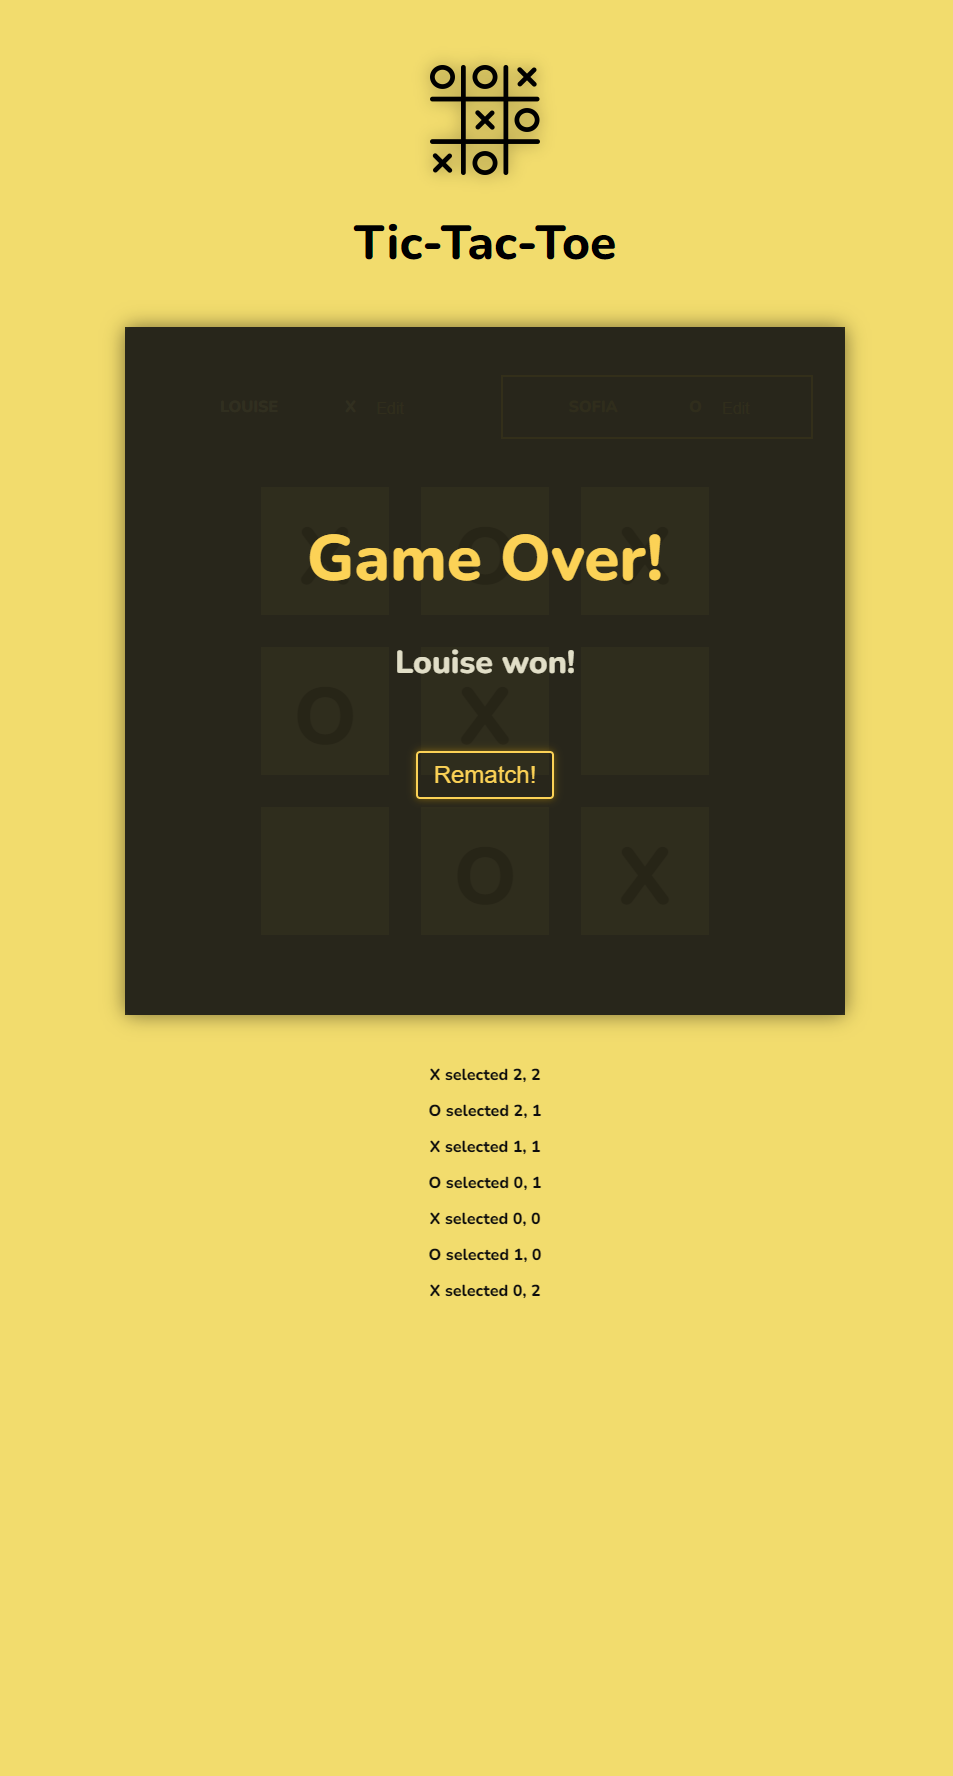 Tic-Tac-Toe
LOUISE X Edit SOFIA O Edit
X O X
Game Over!
Louise won!
O X
Rematch!
O X
X selected 2, 2
O selected 2, 1
X selected 1, 1
O selected 0, 1
X selected 0, 0
O selected 1, 0
X selected 0, 2